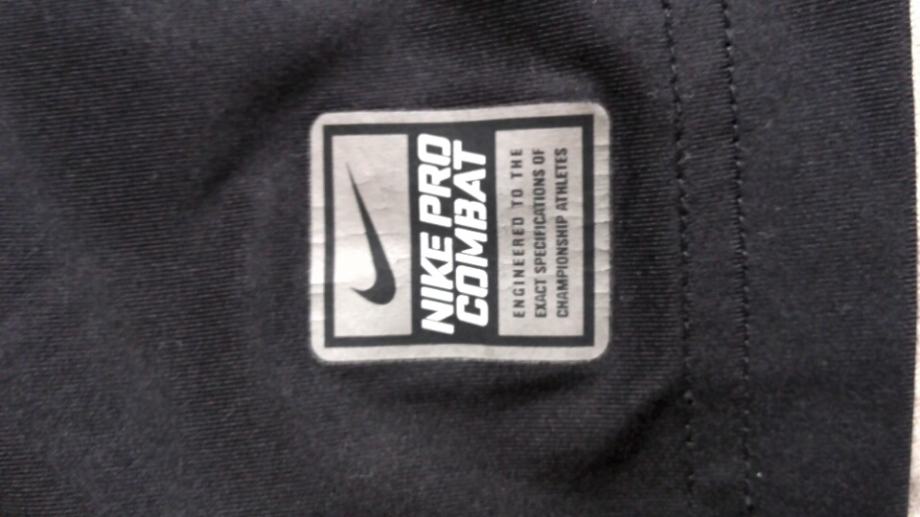 NIKE PRO
COMBAT
ENGINEERED TO THE
EXACT SPECIFICATIONS OF
CHAMPIONSHIP ATHLETES